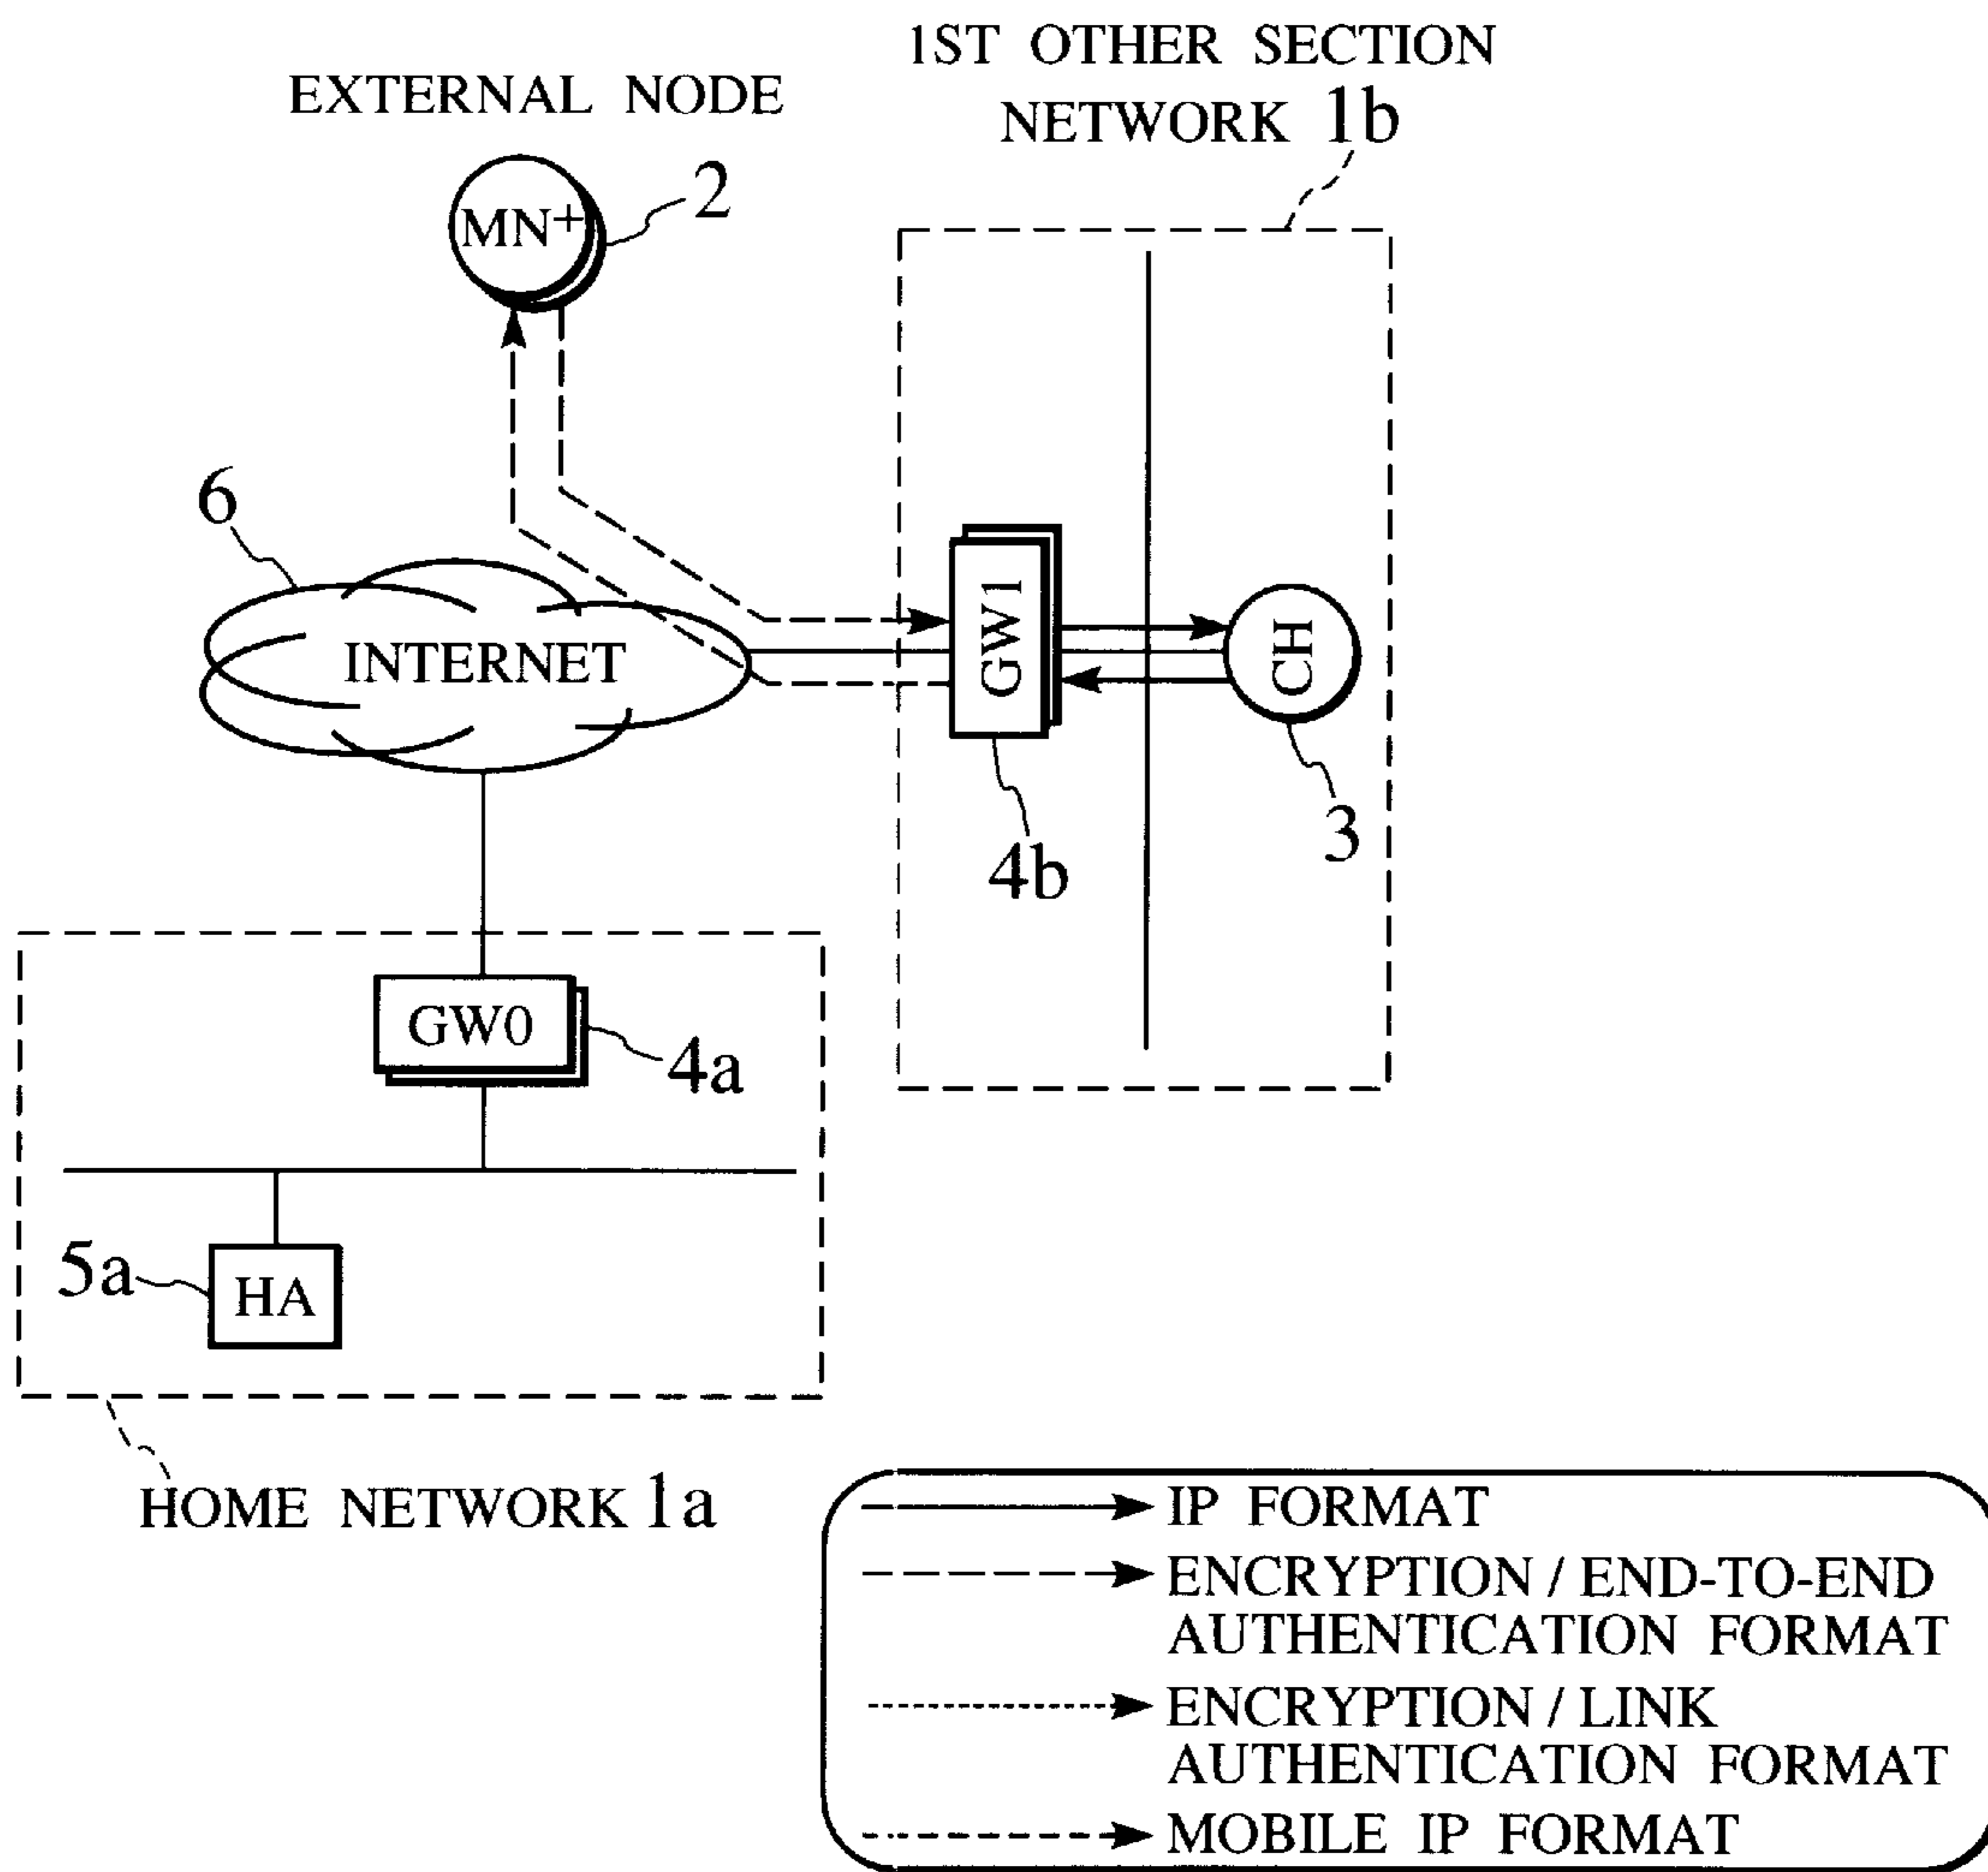 1ST OTHER SECTION
NETWORK 1b
EXTERNAL NODE
MN+
2
6
INTERNET
GW1
CH
4b
3
GW0
4a
5a
HA
HOME NETWORK 1a
IP FORMAT
ENCRYPTION / END-TO-END
AUTHENTICATION FORMAT
ENCRYPTION / LINK
AUTHENTICATION FORMAT
MOBILE IP FORMAT